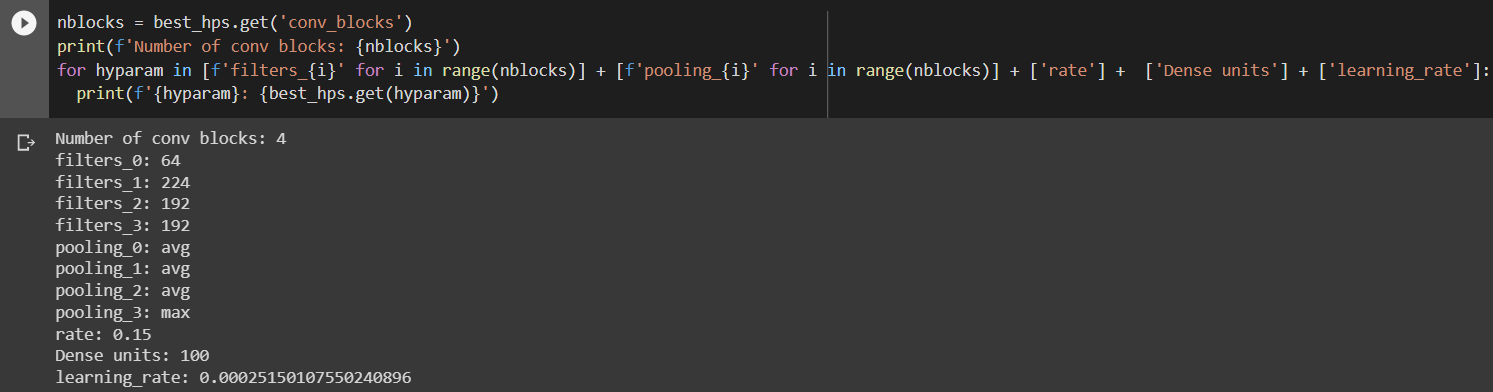 nblocks = best_hps.get('conv_blocks')
print(f'Number of conv blocks: {nblocks}')
for hyparam in [f'filters_{i}' for i in range(nblocks)] + [f'pooling_{i}' for i in range(nblocks)] + ['rate'] +  ['Dense units'] + ['learning_rate']:
  print(f'{hyparam}: {best_hps.get(hyparam)}')
Number of conv blocks: 4
filters_0: 64
filters_1: 224
filters_2: 192
filters_3: 192
pooling_0: avg
pooling_1: avg
pooling_2: avg
pooling_3: max
rate: 0.15
Dense units: 100
learning_rate: 0.00025150107550240896